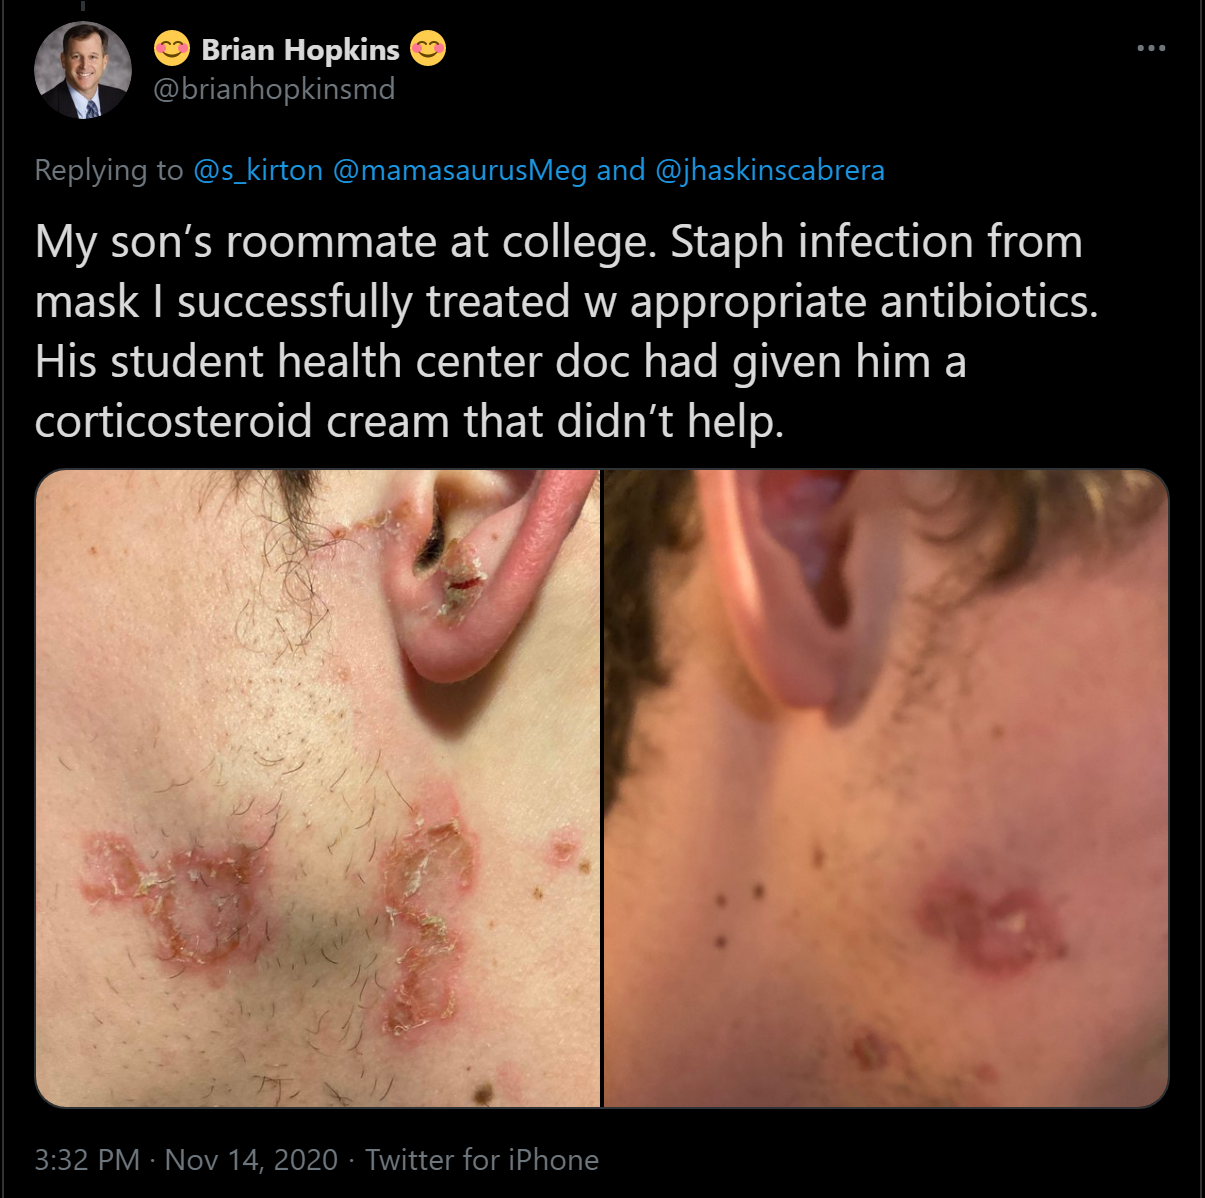 😊 Brian Hopkins 😊
@brianhopkinsmd
Replying to @s_kirton @mamasaurusMeg and @jhaskinscabrera
My son’s roommate at college. Staph infection from
mask I successfully treated w appropriate antibiotics.
His student health center doc had given him a
corticosteroid cream that didn’t help.
3:32 PM · Nov 14, 2020 · Twitter for iPhone